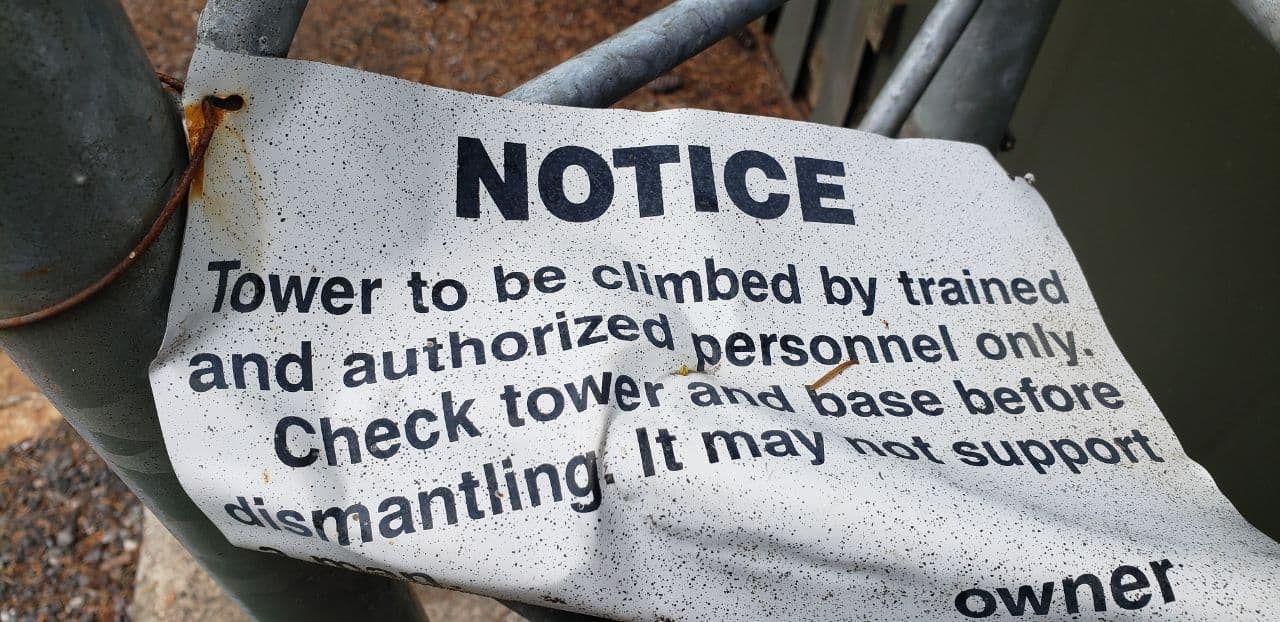 NOTICE
Tower to be climbed by trained
and authorized personnel only.
Check tower and base before
dismantling. It may not support
a man
owner